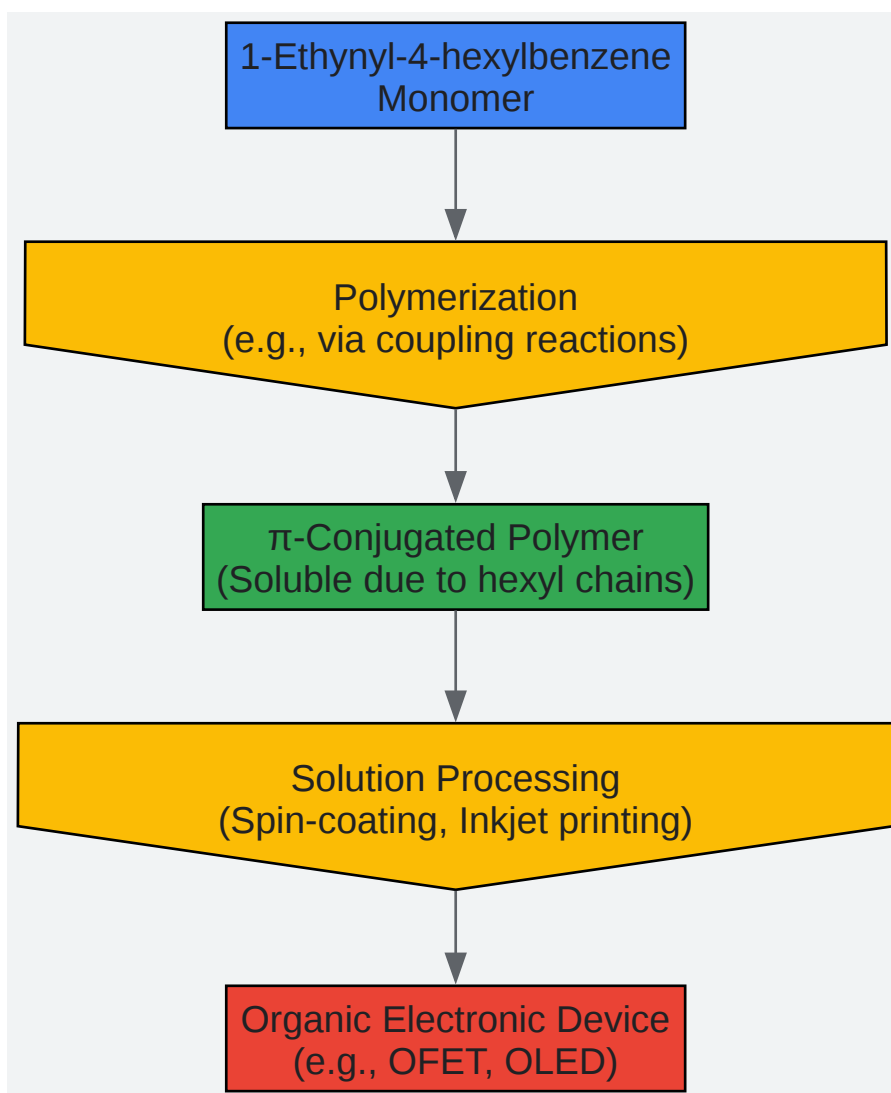 1-Ethynyl-4-hexylbenzene
Monomer
Polymerization
(e.g., via coupling reactions)
π-Conjugated Polymer
(Soluble due to hexyl chains)
Solution Processing
(Spin-coating, Inkjet printing)
Organic Electronic Device
(e.g., OFET, OLED)